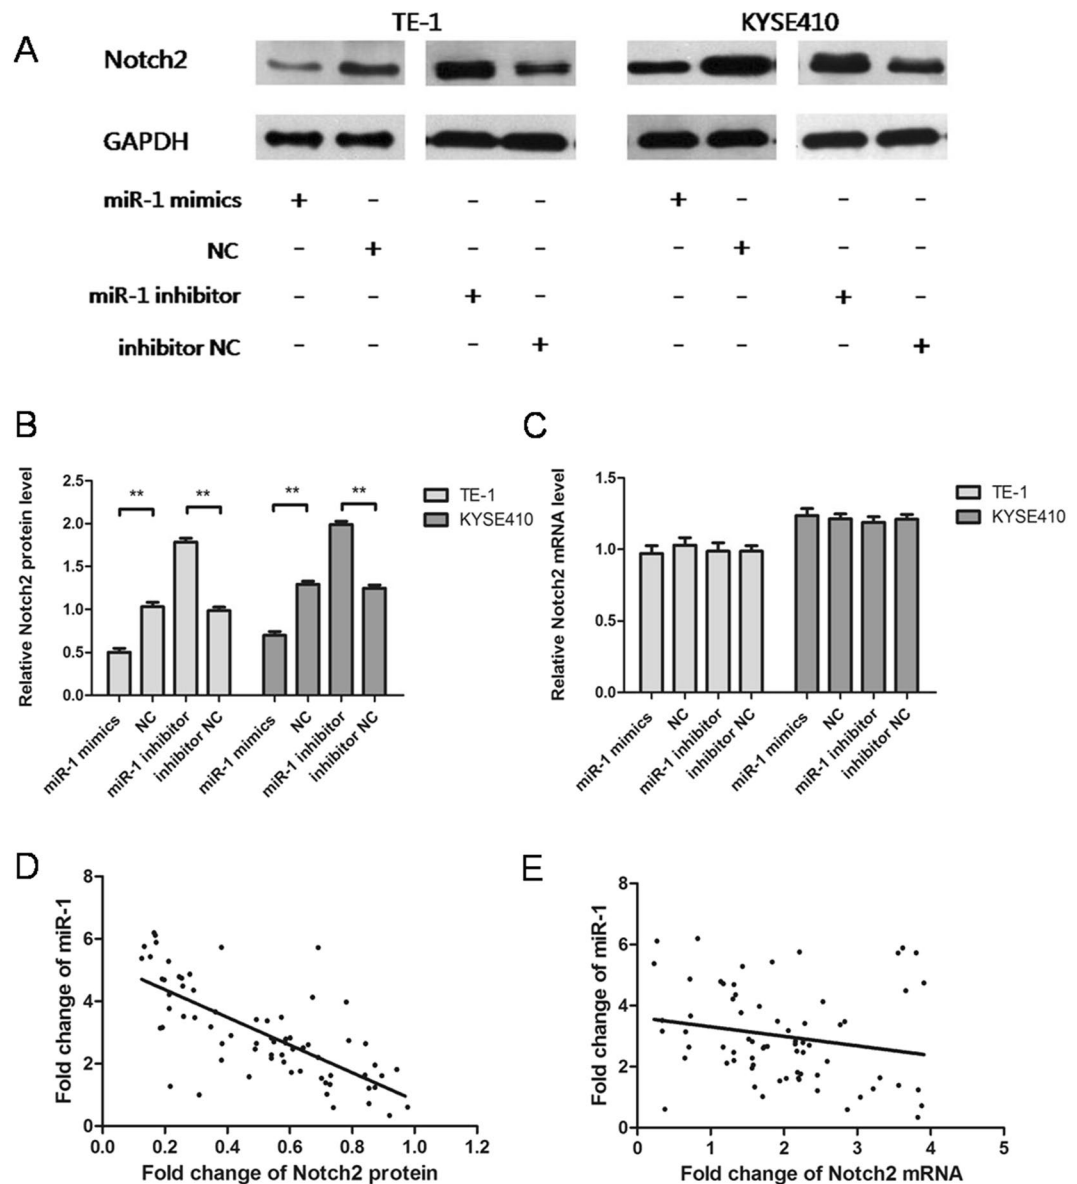 A
TE-1 KYSE410
Notch2
GAPDH
miR-1 mimics + – – – + – – –
NC – + – – – + – –
miR-1 inhibitor – – + – – – + –
inhibitor NC – – – + – – – +
B
Relative Notch2 protein level
2.5
2.0
1.5
1.0
0.5
0.0
** ** ** **
TE-1
KYSE410
miR-1 mimics NC miR-1 inhibitor inhibitor NC miR-1 mimics NC miR-1 inhibitor inhibitor NC
C
Relative Notch2 mRNA level
1.5
1.0
0.5
0.0
TE-1
KYSE410
miR-1 mimics NC miR-1 inhibitor inhibitor NC miR-1 mimics NC miR-1 inhibitor inhibitor NC
D
Fold change of miR-1
8
6
4
2
0
0.0 0.2 0.4 0.6 0.8 1.0 1.2
Fold change of Notch2 protein
E
Fold change of miR-1
8
6
4
2
0
0 1 2 3 4 5
Fold change of Notch2 mRNA